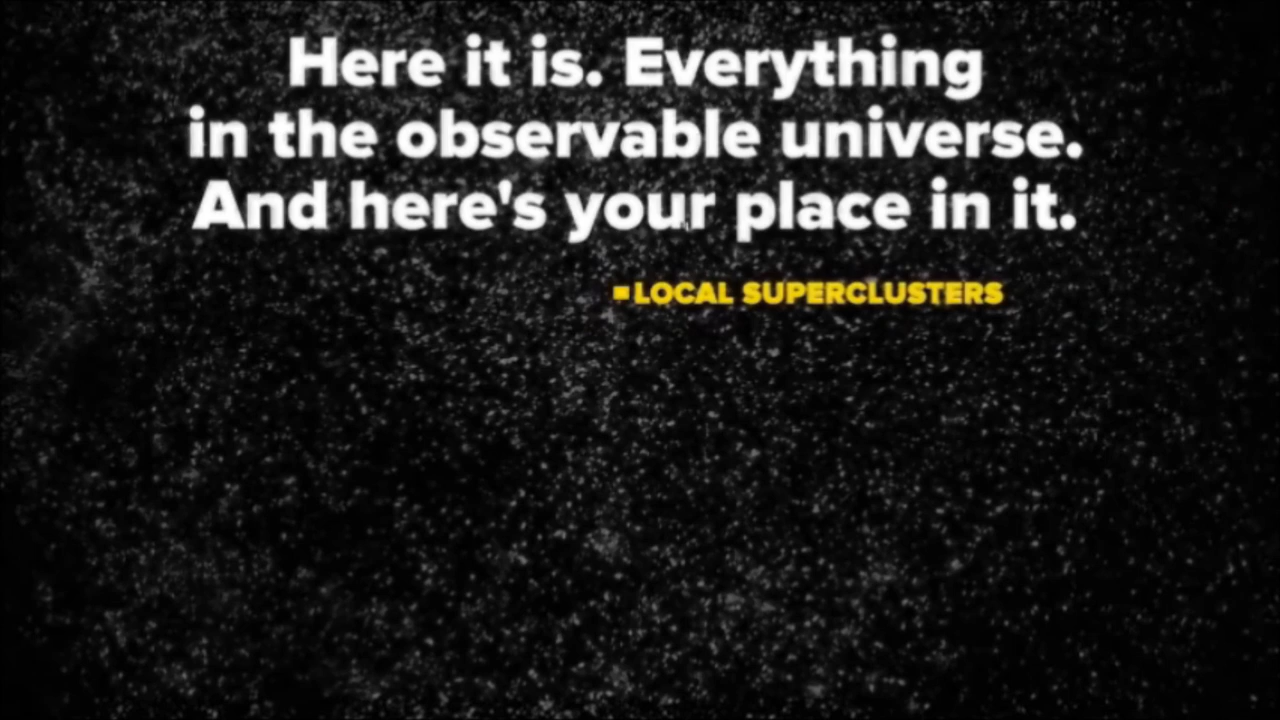 Here it is. Everything
in the observable universe.
And here's your place in it.
LOCAL SUPERCLUSTERS